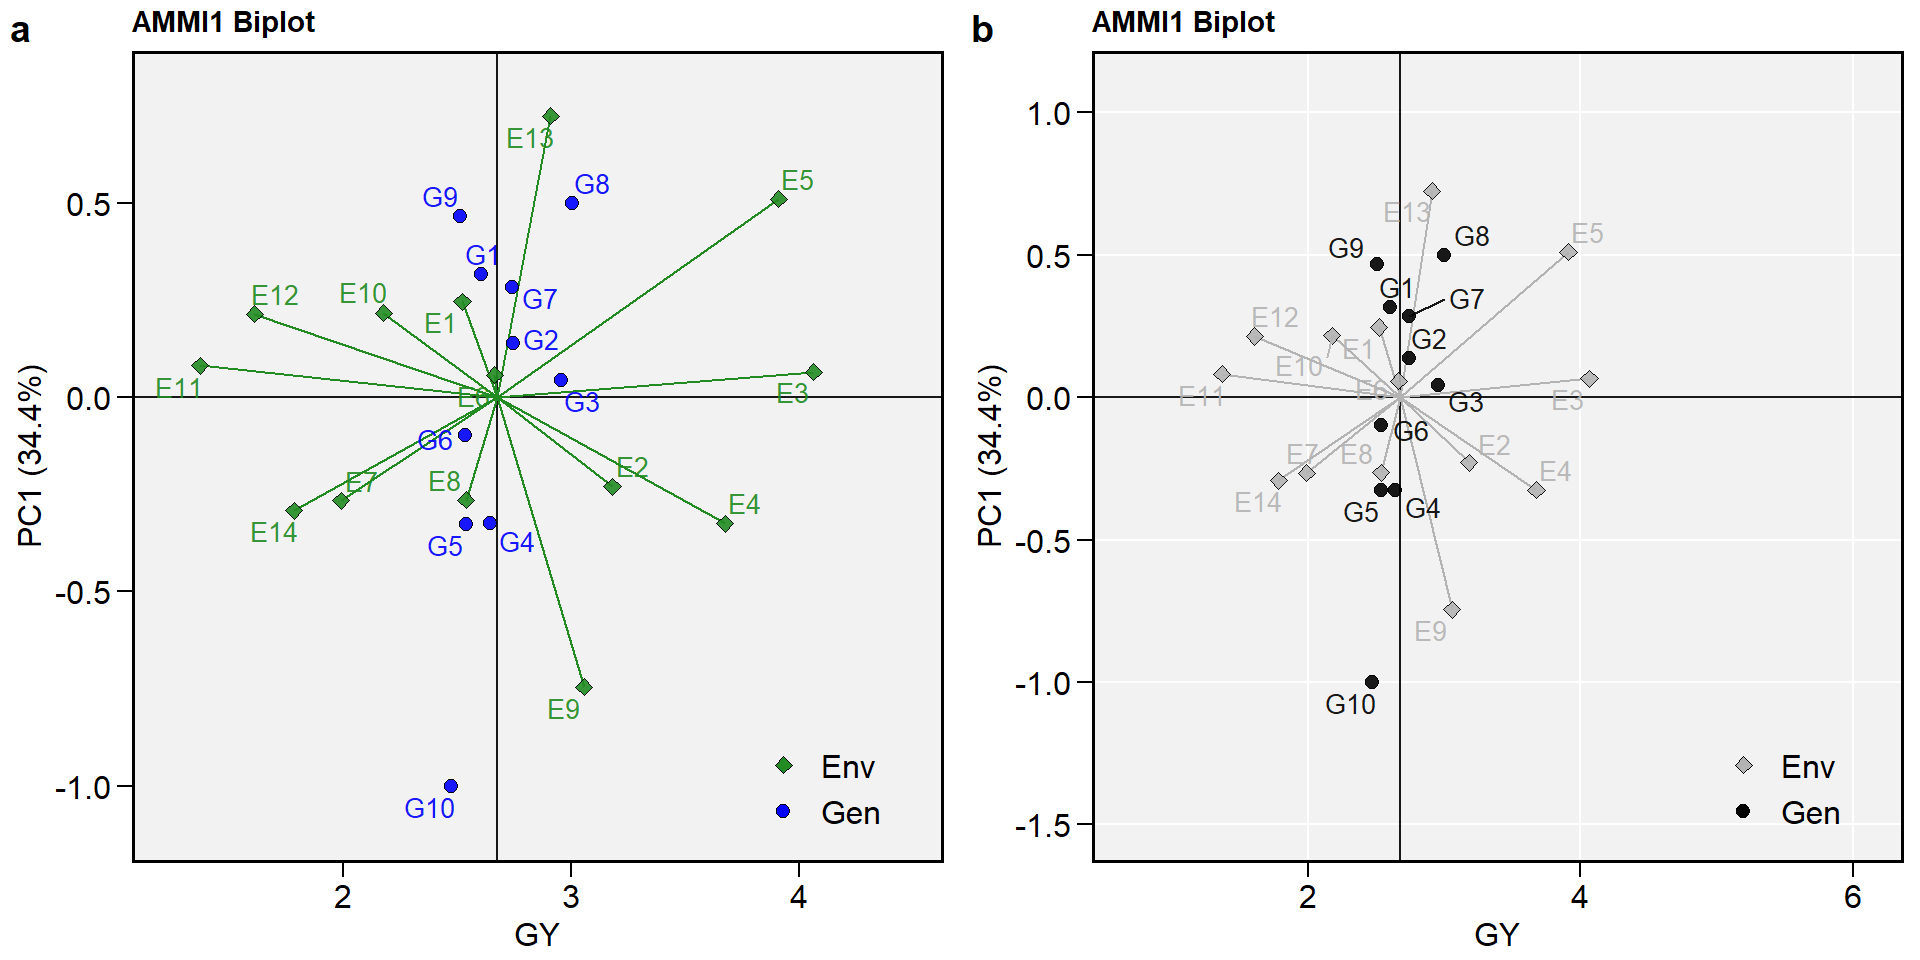 a
AMMI1 Biplot
PC1 (34.4%)
0.5
0.0
-0.5
-1.0
E13
E5
G8
G9
G1
E12
E10
G7
E1
G2
E11
E6
E3
G3
G6
E2
E7
E8
E4
E14
G5
G4
E9
G10
Env
Gen
2
3
4
GY
b
AMMI1 Biplot
PC1 (34.4%)
1.0
0.5
0.0
-0.5
-1.0
-1.5
E13
E5
G8
G9
G1
G7
E12
G2
E1
E10
E6
E11
E3
G3
G6
E2
E7
E8
E4
E14
G5
G4
E9
G10
Env
Gen
2
4
6
GY